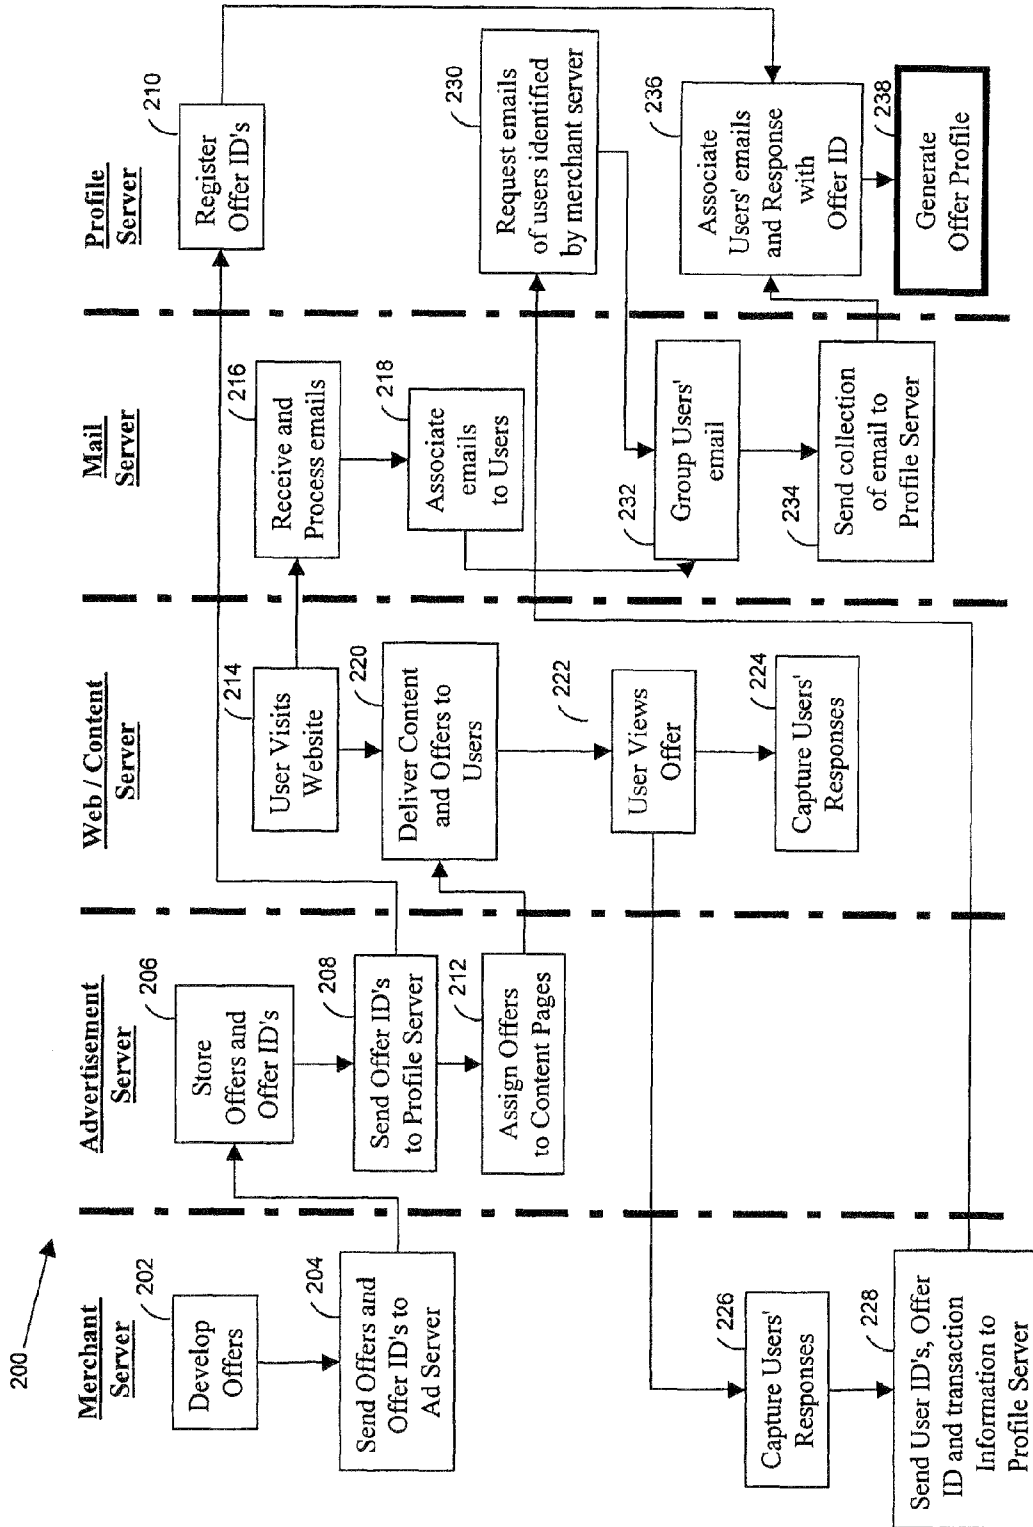 200
Merchant
Server
202
Develop
Offers
204
Send Offers and
Offer ID's to
Ad Server
226
Capture Users'
Responses
228
Send User ID's, Offer
ID and transaction
Information to
Profile Server
Advertisement
Server
206
Store
Offers and
Offer ID's
208
Send Offer ID's
to Profile Server
212
Assign Offers
to Content Pages
Web / Content
Server
214
User Visits
Website
220
Deliver Content
and Offers to
Users
222
User Views
Offer
224
Capture Users'
Responses
Mail
Server
216
Receive and
Process emails
218
Associate
emails
to Users
232
Group Users'
email
234
Send collection
of email to
Profile Server
Profile
Server
210
Register
Offer ID's
230
Request emails
of users identified
by merchant server
236
Associate
Users' emails
and Response
with
Offer ID
238
Generate
Offer Profile